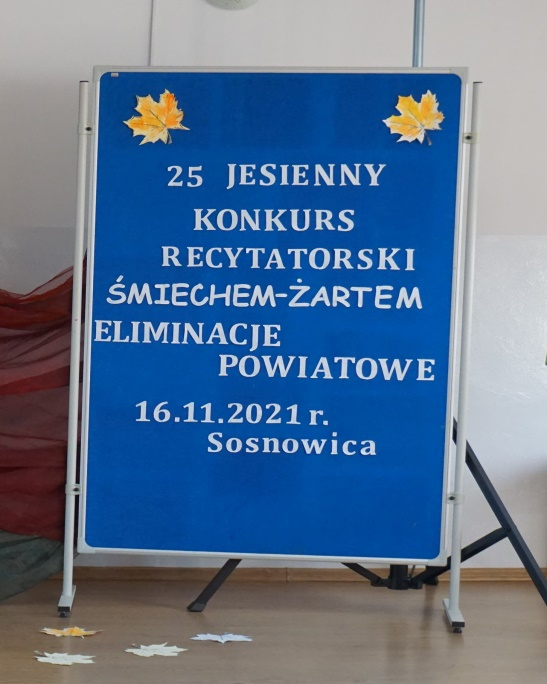 25 JESIENNY
KONKURS
RECYTATORSKI
ŚMIECHEM-ŻARTEM
ELIMINACJE
POWIATOWE
16.11.2021 r.
Sosnowica